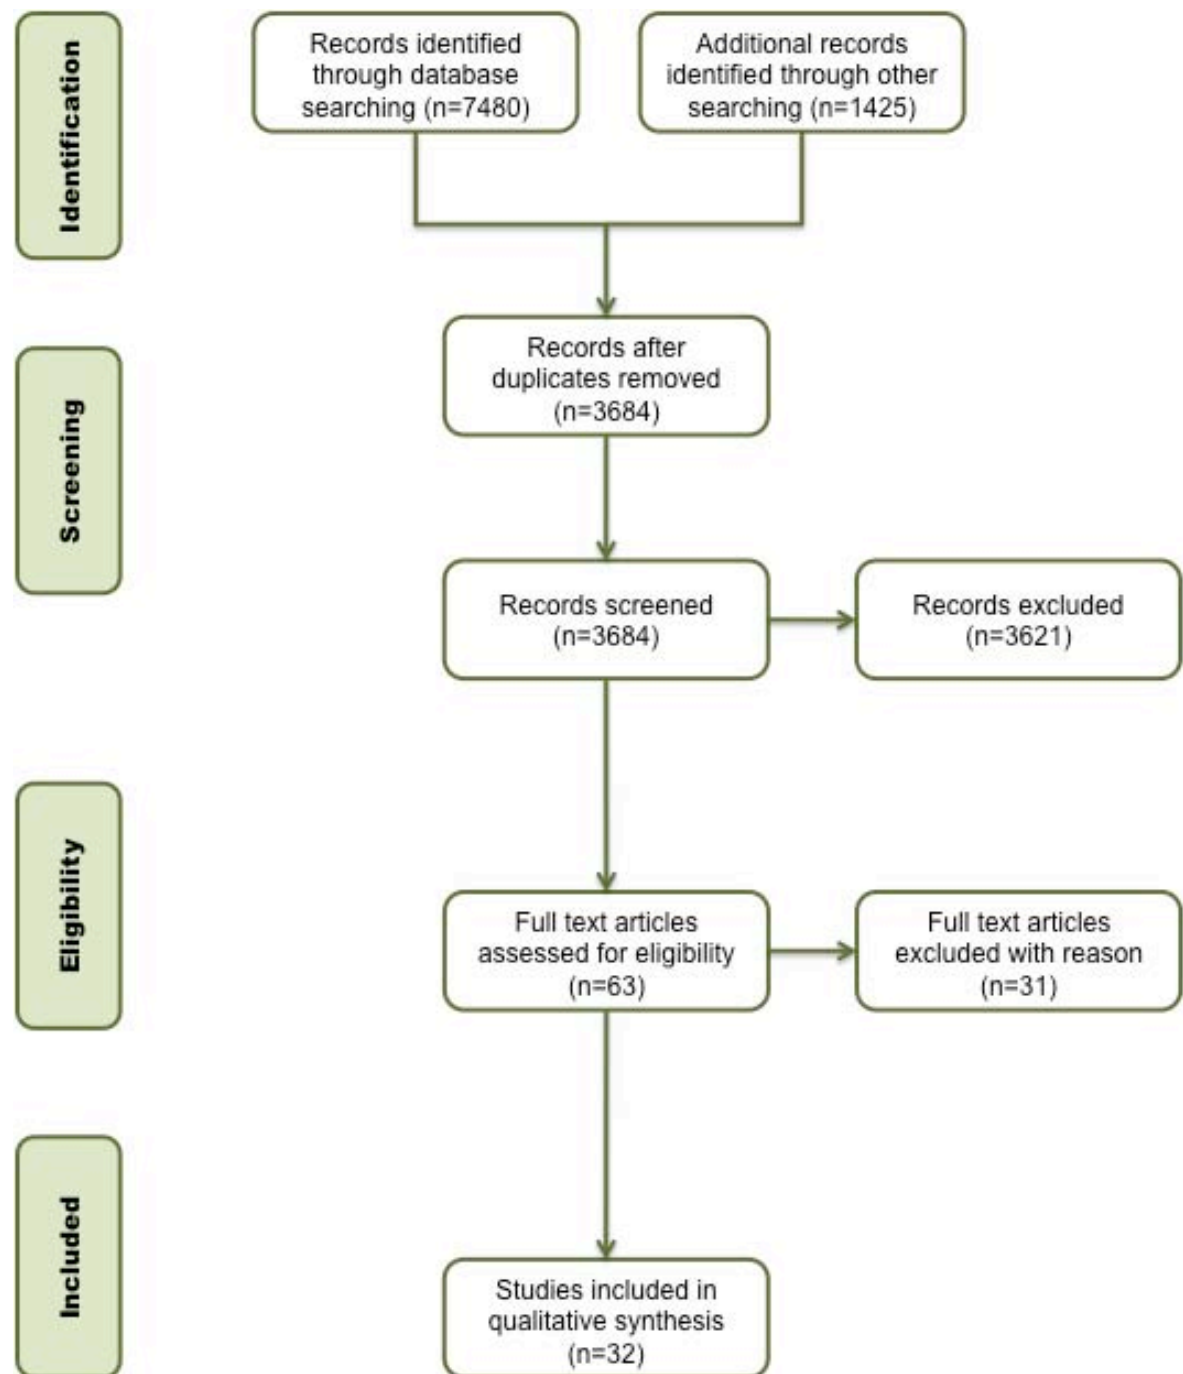 Identification
Records identified
through database
searching (n=7480)
Additional records
identified through other
searching (n=1425)
Screening
Records after
duplicates removed
(n=3684)
Records screened
(n=3684)
Records excluded
(n=3621)
Eligibility
Full text articles
assessed for eligibility
(n=63)
Full text articles
excluded with reason
(n=31)
Included
Studies included in
qualitative synthesis
(n=32)